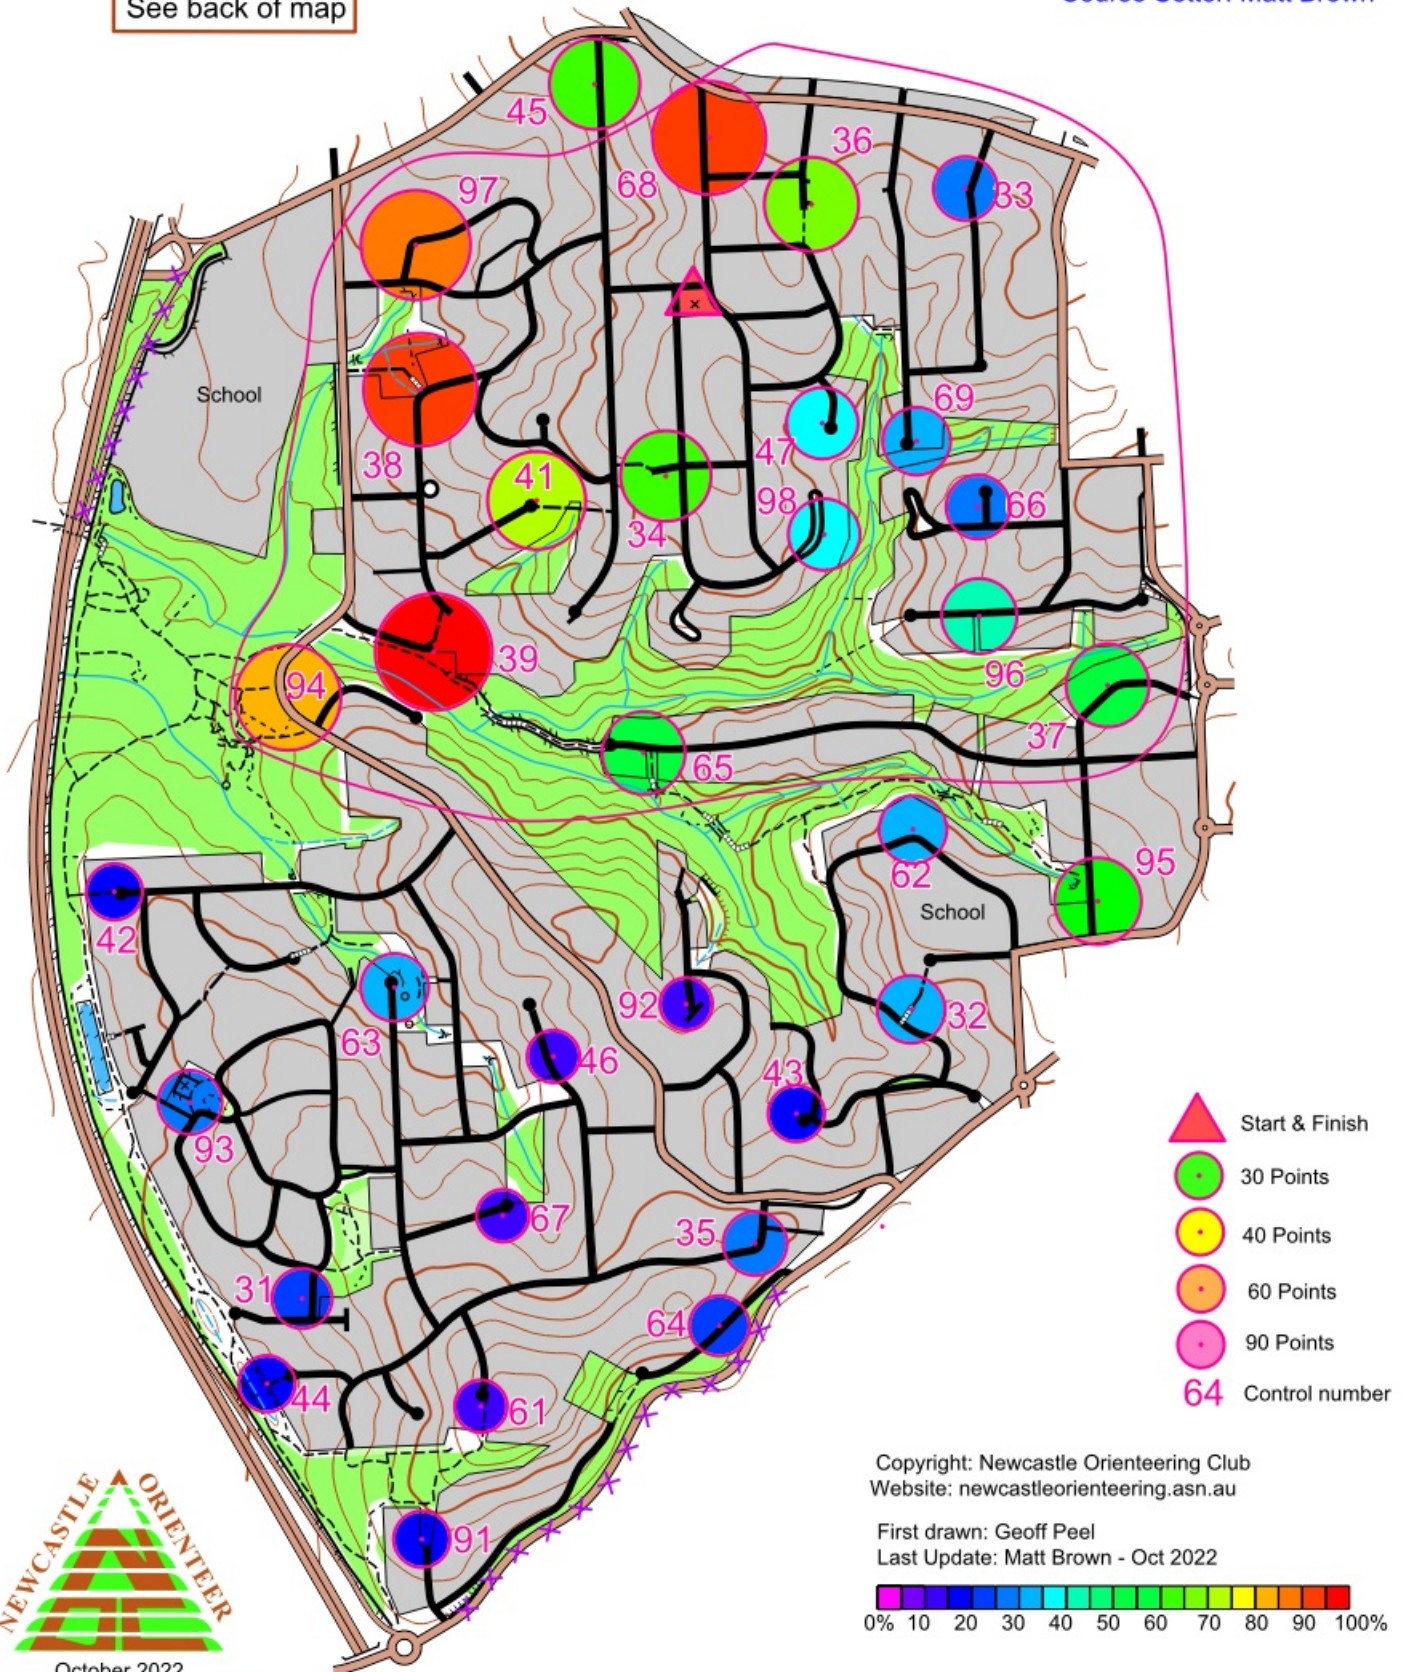 See back of map
45
36
68
33
97
School
69
38
47
41
98
66
34
39
96
94
37
65
95
62
School
42
92
32
63
46
43
93
67
35
31
64
44
61
91
Start & Finish
30 Points
40 Points
60 Points
90 Points
64 Control number
Copyright: Newcastle Orienteering Club
Website: newcastleorienteering.asn.au
First drawn: Geoff Peel
Last Update: Matt Brown - Oct 2022
0% 10 20 30 40 50 60 70 80 90 100%
NEWCASTLE ORIENTEER
October 2022